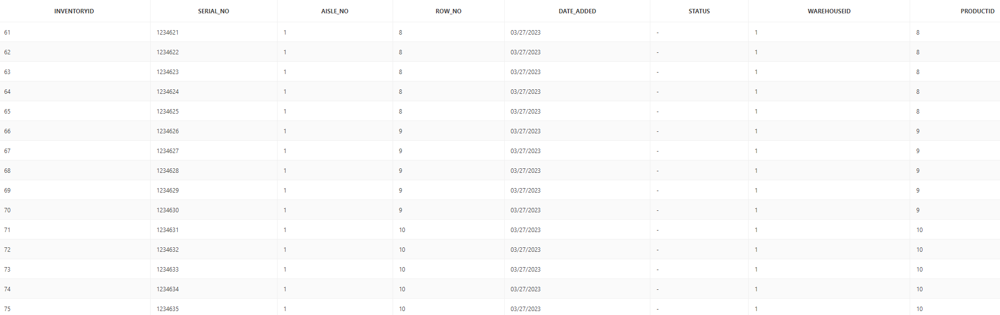 INVENTORYID SERIAL_NO AISLE_NO ROW_NO DATE_ADDED STATUS WAREHOUSEID PRODUCTID
61 1234621 1 8 03/27/2023 - 1 8
62 1234622 1 8 03/27/2023 - 1 8
63 1234623 1 8 03/27/2023 - 1 8
64 1234624 1 8 03/27/2023 - 1 8
65 1234625 1 8 03/27/2023 - 1 8
66 1234626 1 9 03/27/2023 - 1 9
67 1234627 1 9 03/27/2023 - 1 9
68 1234628 1 9 03/27/2023 - 1 9
69 1234629 1 9 03/27/2023 - 1 9
70 1234630 1 9 03/27/2023 - 1 9
71 1234631 1 10 03/27/2023 - 1 10
72 1234632 1 10 03/27/2023 - 1 10
73 1234633 1 10 03/27/2023 - 1 10
74 1234634 1 10 03/27/2023 - 1 10
75 1234635 1 10 03/27/2023 - 1 10